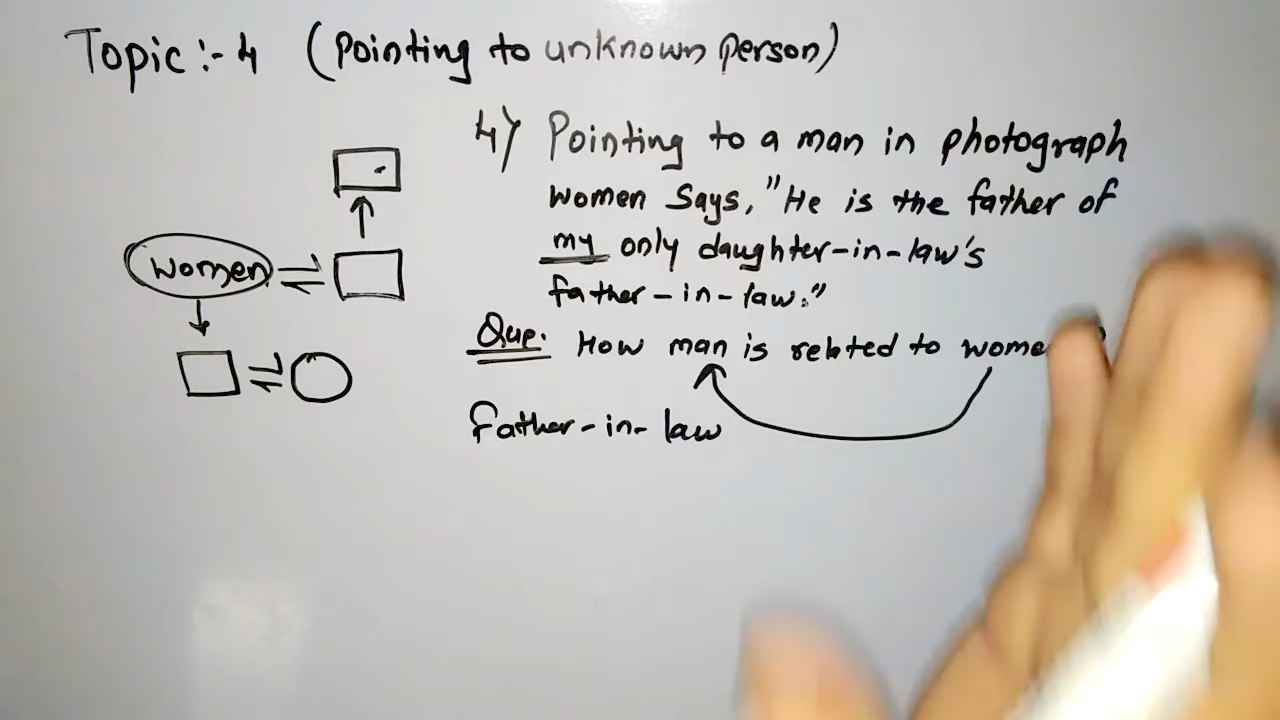 Topic:- 4 (Pointing to unknown person)
4) Pointing to a man in photograph
women says, "He is the father of
my only daughter-in-law's
father-in-law."
Que. How man is related to
Father-in-law
women